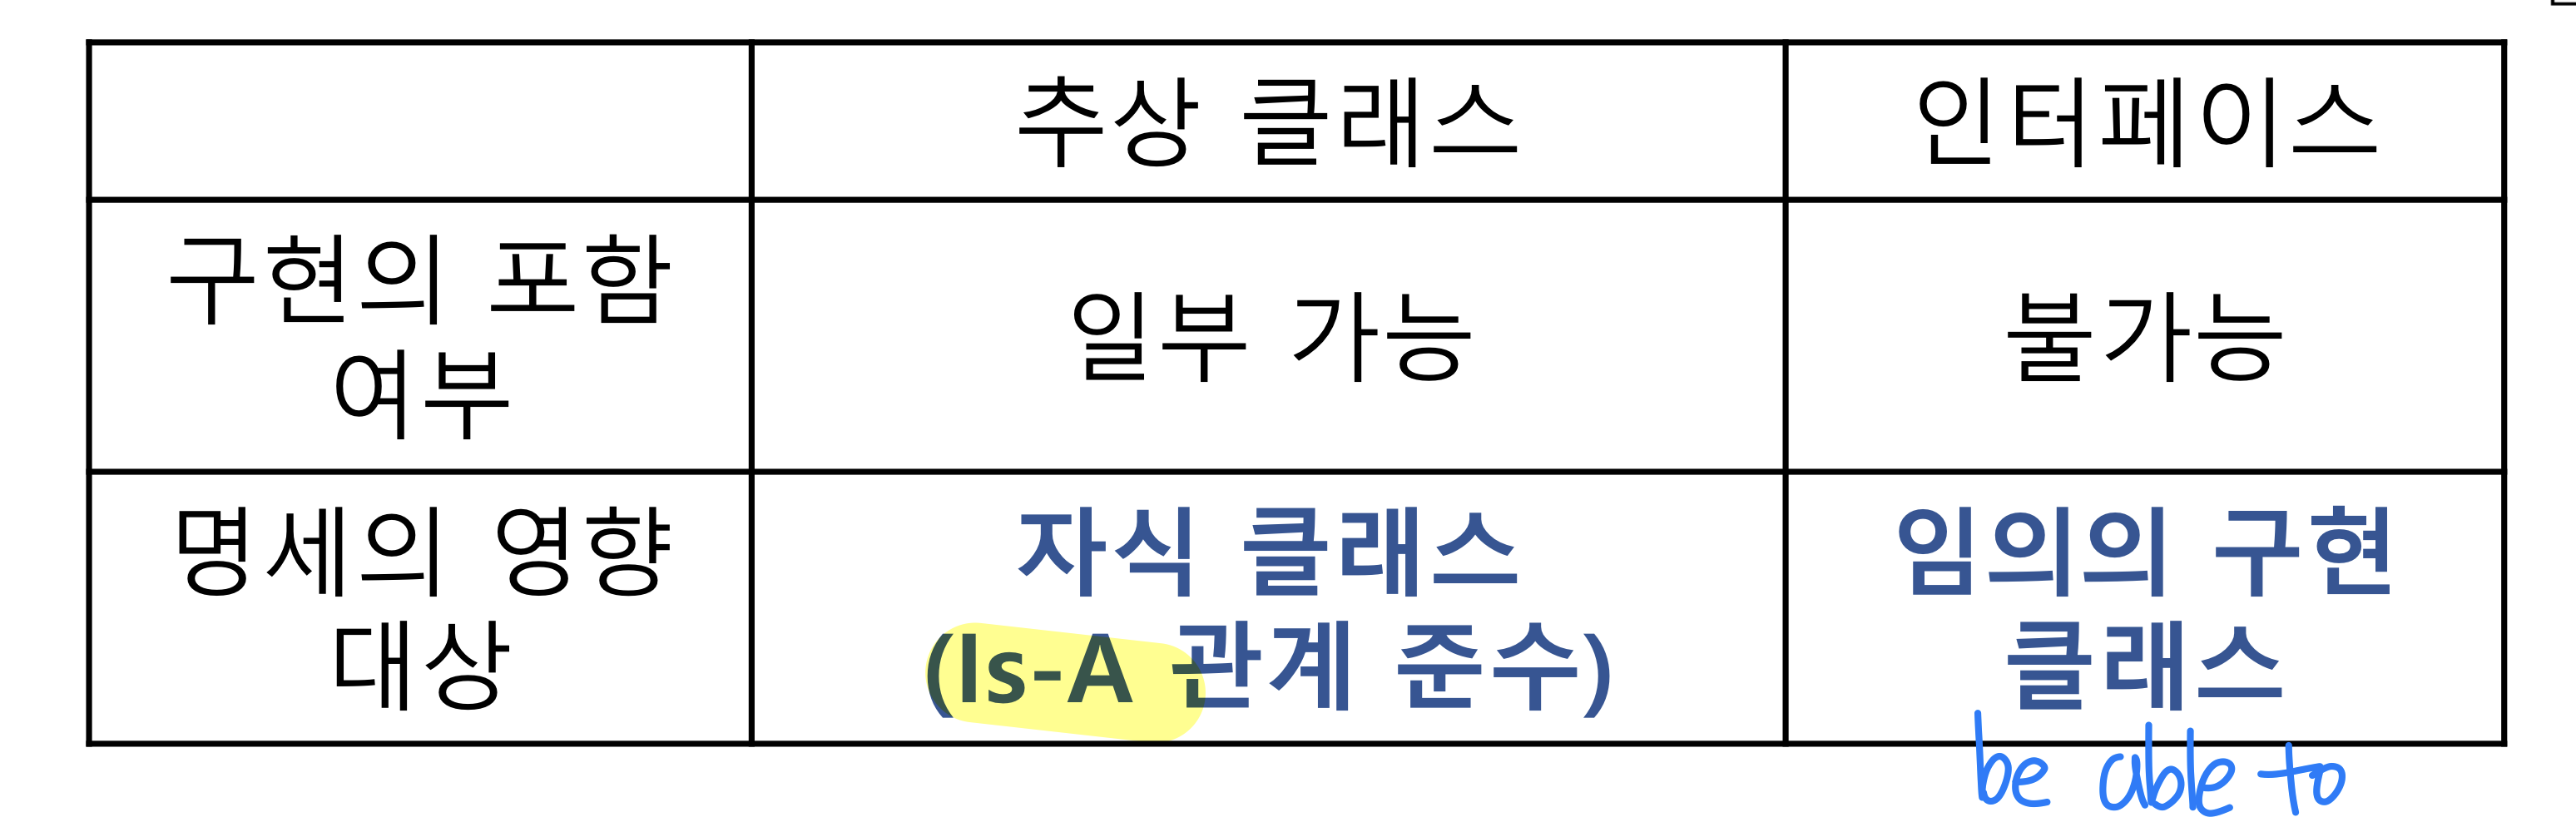 추상 클래스
인터페이스
구현의 포함
여부
일부 가능
불가능
명세의 영향
대상
자식 클래스
(Is-A 관계 준수)
임의의 구현
클래스
be able to